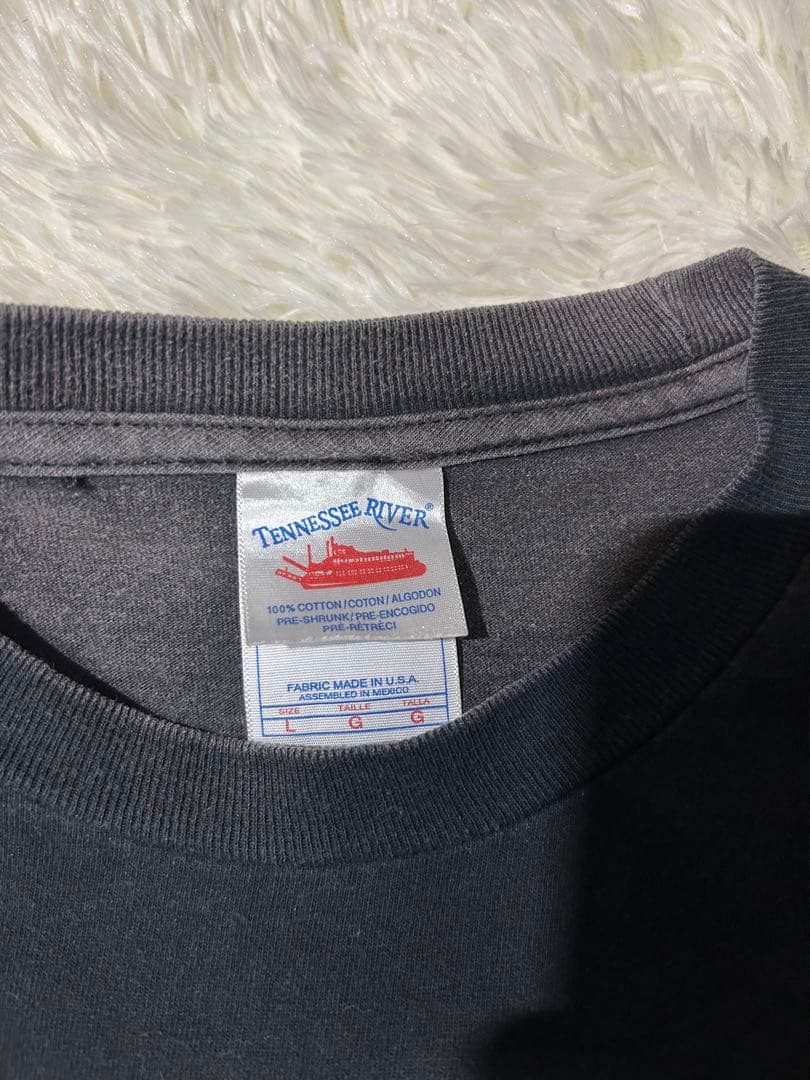 TENNESSEE RIVER®
100% COTTON/COTON/ALGODON
PRE-SHRUNK/PRE-ENCOGIDO
PRÉ-RÉTRÉCI
FABRIC MADE IN U.S.A.
ASSEMBLED IN MEXICO
SIZE TAILLE TALLA
L G G